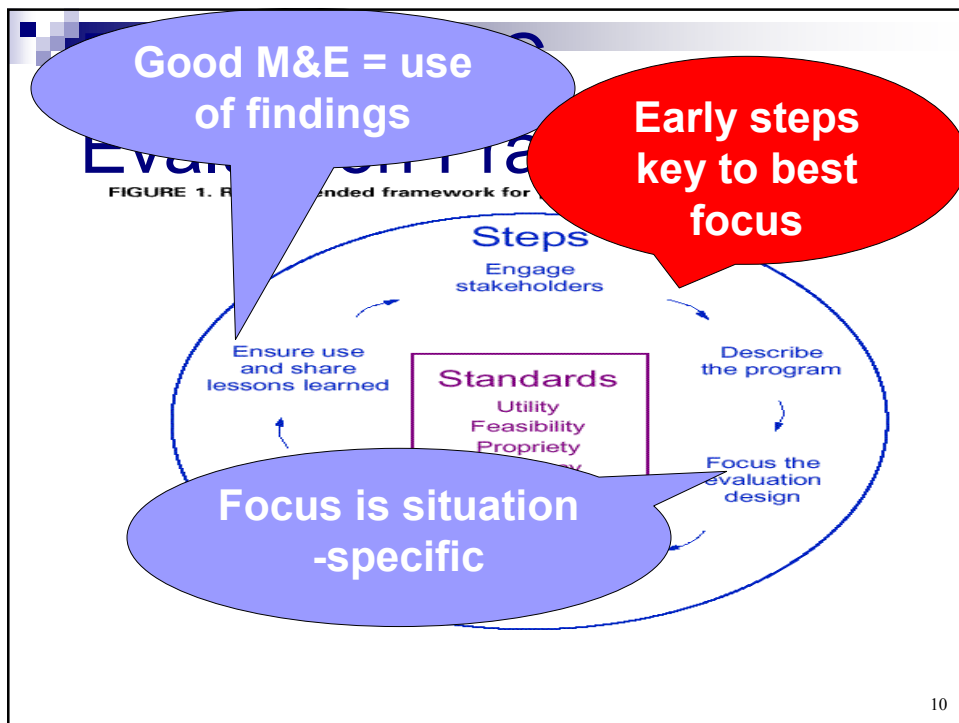 Good M&E = use
of findings
Early steps
key to best
focus
FIGURE 1. framework for
Steps
Engage
stakeholders
Ensure use
and share
lessons learned
Describe
the program
Standards
Utility
Feasibility
Propriety
Focus the
evaluation
design
Focus is situation
-specific
10